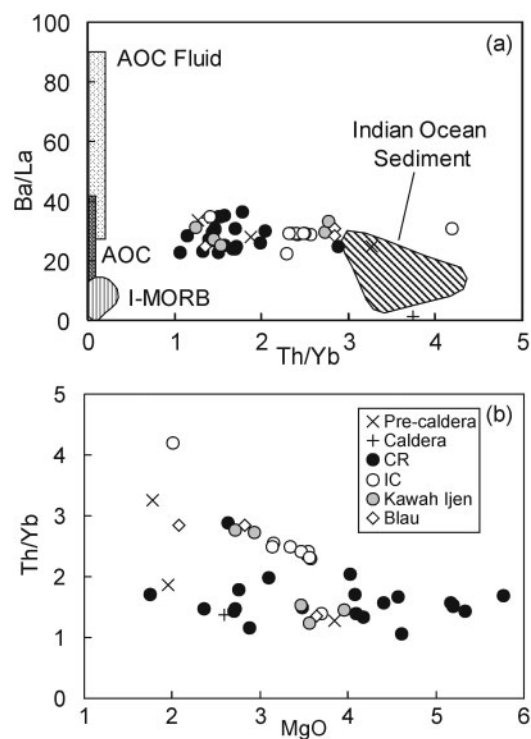 (a)
100
80
60
40
20
0
Ba/La
AOC Fluid
AOC
I-MORB
Indian Ocean
Sediment
0 1 2 3 4 5
Th/Yb
(b)
5
4
3
2
1
0
Th/Yb
Pre-caldera
Caldera
CR
IC
Kawah Ijen
Blau
1 2 3 4 5 6
MgO